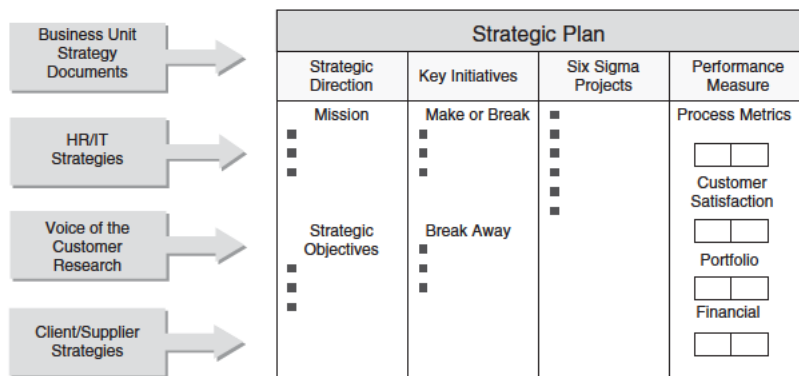 Business Unit
Strategy
Documents
HR/IT
Strategies
Voice of the
Customer
Research
Client/Supplier
Strategies
Strategic Plan
Strategic
Direction
Key Initiatives
Six Sigma
Projects
Performance
Measure
Mission
Strategic
Objectives
Make or Break
Break Away
Process Metrics
Customer
Satisfaction
Portfolio
Financial